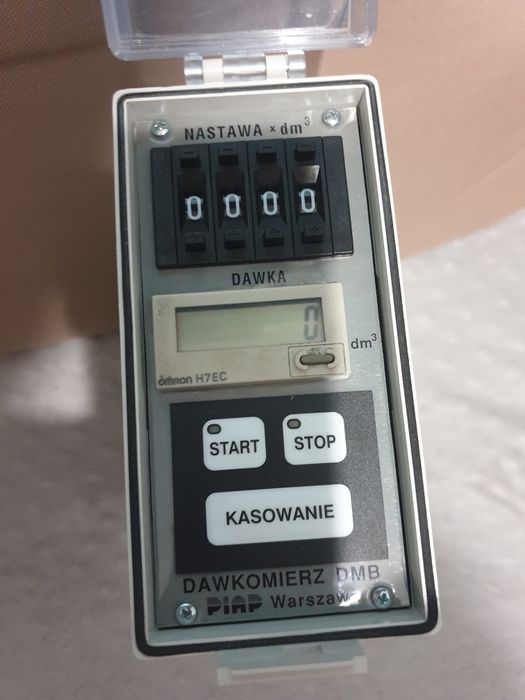 NASTAWA x dm³
- - - -
0 0 0 0
+ + + +
DAWKA
0
dm³
omron H7EC
START STOP
KASOWANIE
DAWKOMIERZ DMB
PIAP Warszawa